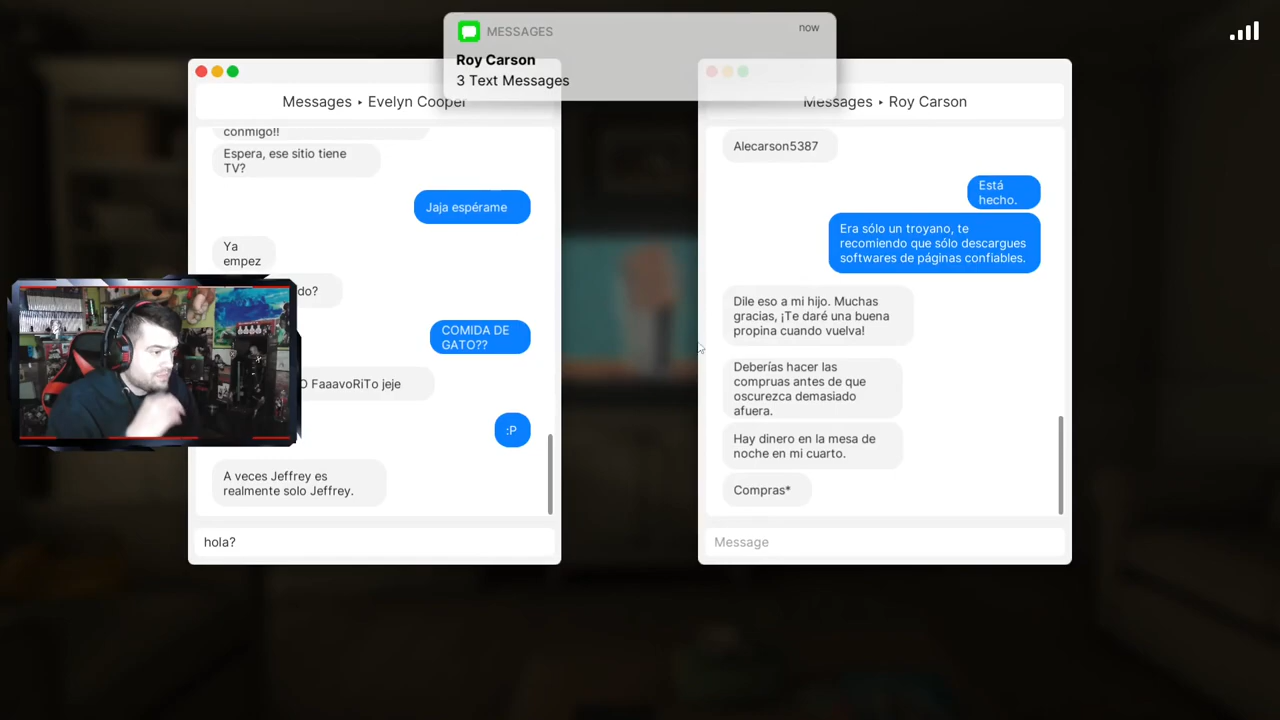 MESSAGES
now
Roy Carson
3 Text Messages
Messages ▸ Evelyn Cooper
conmigo!!
Espera, ese sitio tiene
TV?
Jaja espérame
Ya
empez
do?
COMIDA DE
GATO??
O FaaavoRiTo jeje
:P
A veces Jeffrey es
realmente solo Jeffrey.
hola?
Messages ▸ Roy Carson
Alecarson5387
Está
hecho.
Era sólo un troyano, te
recomiendo que sólo descargues
softwares de páginas confiables.
Dile eso a mi hijo. Muchas
gracias, ¡Te daré una buena
propina cuando vuelva!
Deberías hacer las
compruas antes de que
oscurezca demasiado
afuera.
Hay dinero en la mesa de
noche en mi cuarto.
Compras*
Message